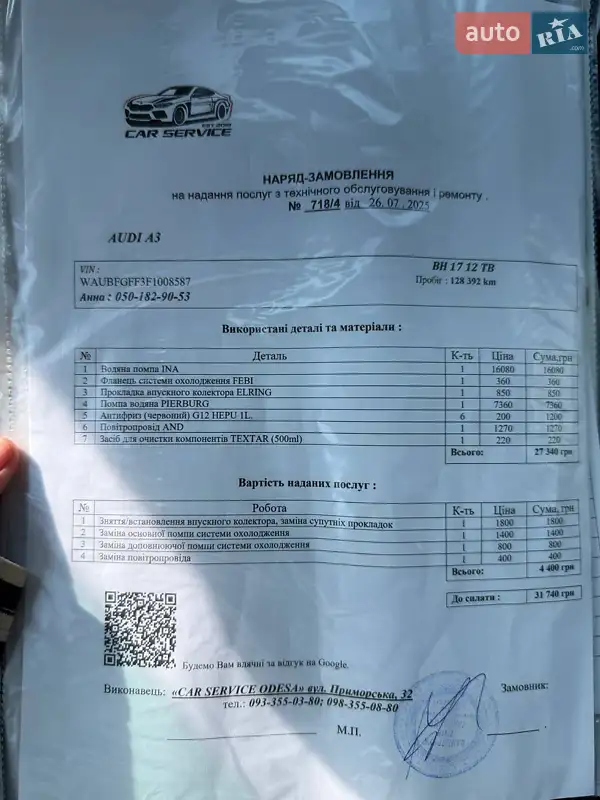 auto RIA.com
EST.2019
CAR SERVICE
НАРЯД-ЗАМОВЛЕННЯ
на надання послуг з технічного обслуговування і ремонту .
№ 718/4 від 26.07.2025
AUDI A3
VIN :
WAUBFGFF3F1008587
Анна : 050-182-90-53
ВН 17 12 ТВ
Пробіг : 128 392 km
Використані деталі та матеріали :
№ Деталь К-ть Ціна Сума,грн
1 Водяна помпа INA 1 16080 16080
2 Фланець системи охолодження FEBI 1 360 360
3 Прокладка впускного колектора ELRING 1 850 850
4 Помпа водяна PIERBURG 1 7360 7360
5 Антифриз (червоний) G12 HEPU 1L. 6 200 1200
6 Повітропровід AND 1 1270 1270
7 Засіб для очистки компонентів TEXTAR (500ml) 1 220 220
Всього: 27 340 грн
Вартість наданих послуг :
№ Робота К-ть Ціна Сума, грн
1 Зняття/встановлення впускного колектора, заміна супутніх прокладок 1 1800 1800
2 Заміна основної помпи системи охолодження 1 1400 1400
3 Заміна доповнюючої помпи системи охолодження 1 800 800
4 Заміна повітропровіда 1 400 400
Всього: 4 400 грн
До сплати : 31 740 грн
Будемо Вам вдячні за відгук на Google.
Виконавець: «CAR SERVICE ODESA» вул. Приморська, 32
Замовник:
тел.: 093-355-03-80; 098-355-08-80
М.П.